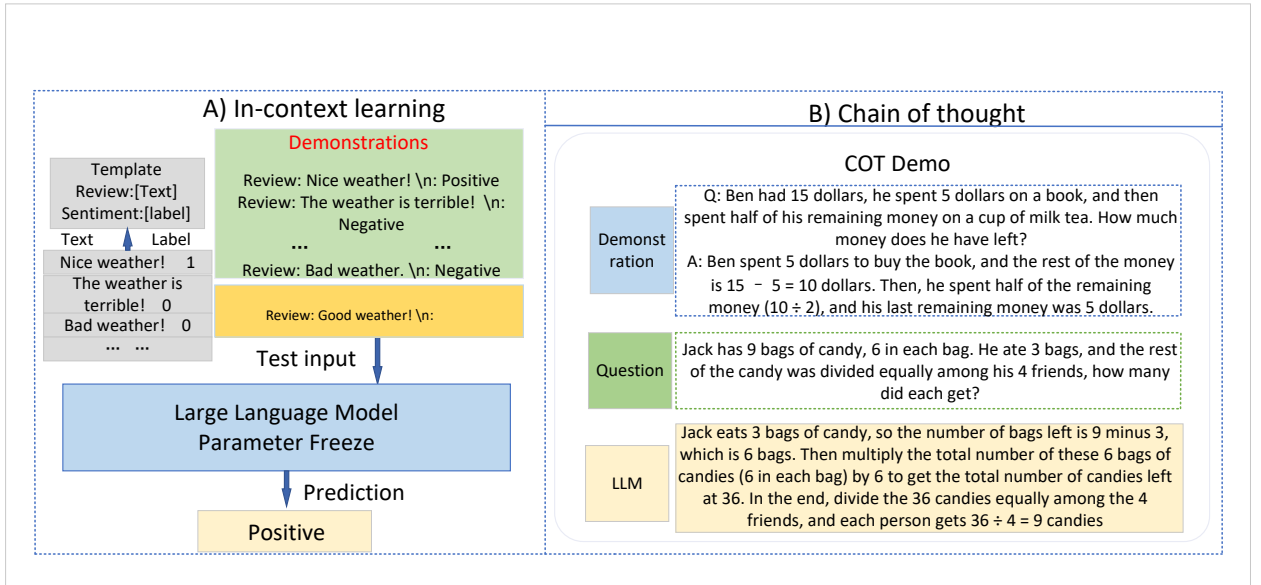 A) In-context learning
Demonstrations
Review: Nice weather! \n: Positive
Review: The weather is terrible! \n:
Negative
... ...
Review: Bad weather. \n: Negative
Template
Review:[Text]
Sentiment:[label]
Text Label
Nice weather! 1
The weather is
terrible! 0
Bad weather! 0
... ...
Review: Good weather! \n:
Test input
Large Language Model
Parameter Freeze
Prediction
Positive
B) Chain of thought
COT Demo
Demonst
ration
Q: Ben had 15 dollars, he spent 5 dollars on a book, and then
spent half of his remaining money on a cup of milk tea. How much
money does he have left?
A: Ben spent 5 dollars to buy the book, and the rest of the money
is 15 − 5 = 10 dollars. Then, he spent half of the remaining
money (10 ÷ 2), and his last remaining money was 5 dollars.
Question
Jack has 9 bags of candy, 6 in each bag. He ate 3 bags, and the rest
of the candy was divided equally among his 4 friends, how many
did each get?
LLM
Jack eats 3 bags of candy, so the number of bags left is 9 minus 3,
which is 6 bags. Then multiply the total number of these 6 bags of
candies (6 in each bag) by 6 to get the total number of candies left
at 36. In the end, divide the 36 candies equally among the 4
friends, and each person gets 36 ÷ 4 = 9 candies